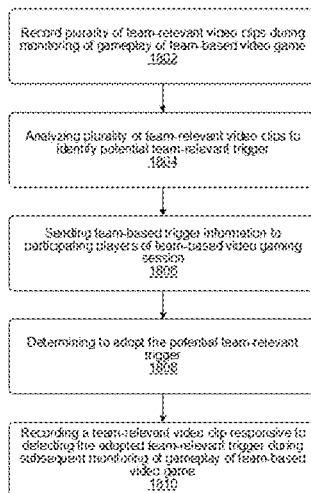 Record plurality of team-relevant video clips during
monitoring of gameplay of team-based video game
1802
Analyzing plurality of team-relevant video clips to
identify potential team-relevant trigger
1804
Sending team-based trigger information to
participating players of team-based video gaming
session
1806
Determining to adopt the potential team-relevant
trigger
1808
Recording a team-relevant video clip responsive to
detecting the adopted team-relevant trigger during
subsequent monitoring of gameplay of team-based
video game
1810